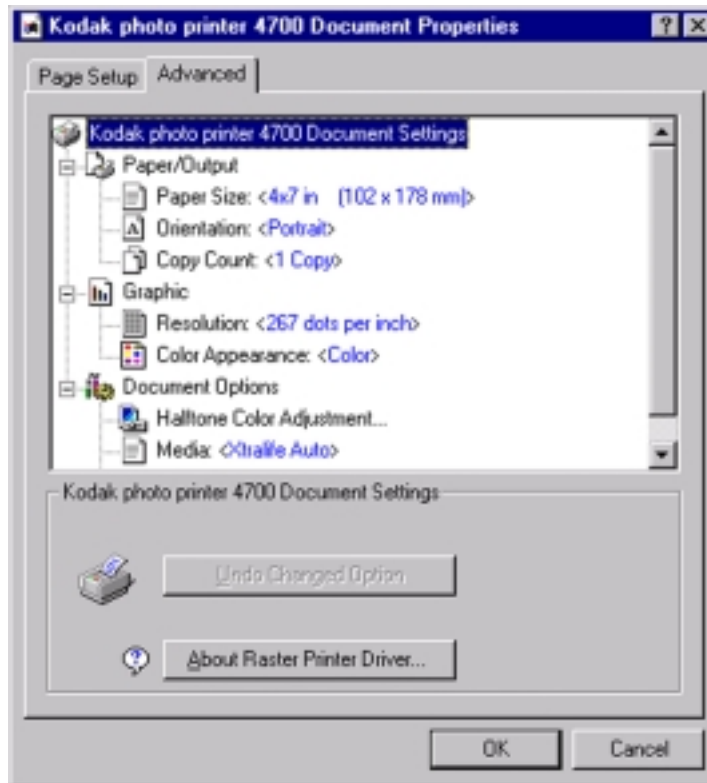 Kodak photo printer 4700 Document Properties
Page Setup
Advanced
Kodak photo printer 4700 Document Settings
Paper/Output
Paper Size: <4x7 in (102 x 178 mm)>
Orientation: <Portrait>
Copy Count: <1 Copy>
Graphic
Resolution: <267 dots per inch>
Color Appearance: <Color>
Document Options
Halftone Color Adjustment...
Media: <Xtralife Auto>
Kodak photo printer 4700 Document Settings
Undo Changed Option
About Raster Printer Driver...
OK
Cancel